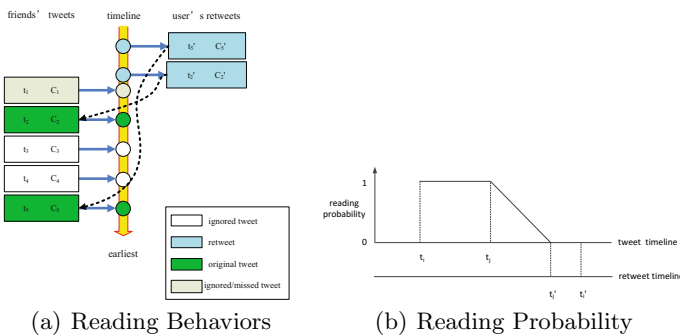 friends’ tweets
timeline
user’s retweets
t₅' C₅'
t₂' C₂'
t₁ C₁
t₂ C₂
t₃ C₃
t₄ C₄
t₅ C₅
earliest
ignored tweet
retweet
original tweet
ignored/missed tweet
1
reading probability
0
tᵢ
tⱼ
tweet timeline
retweet timeline
tⱼ'
tᵢ'
(a) Reading Behaviors
(b) Reading Probability